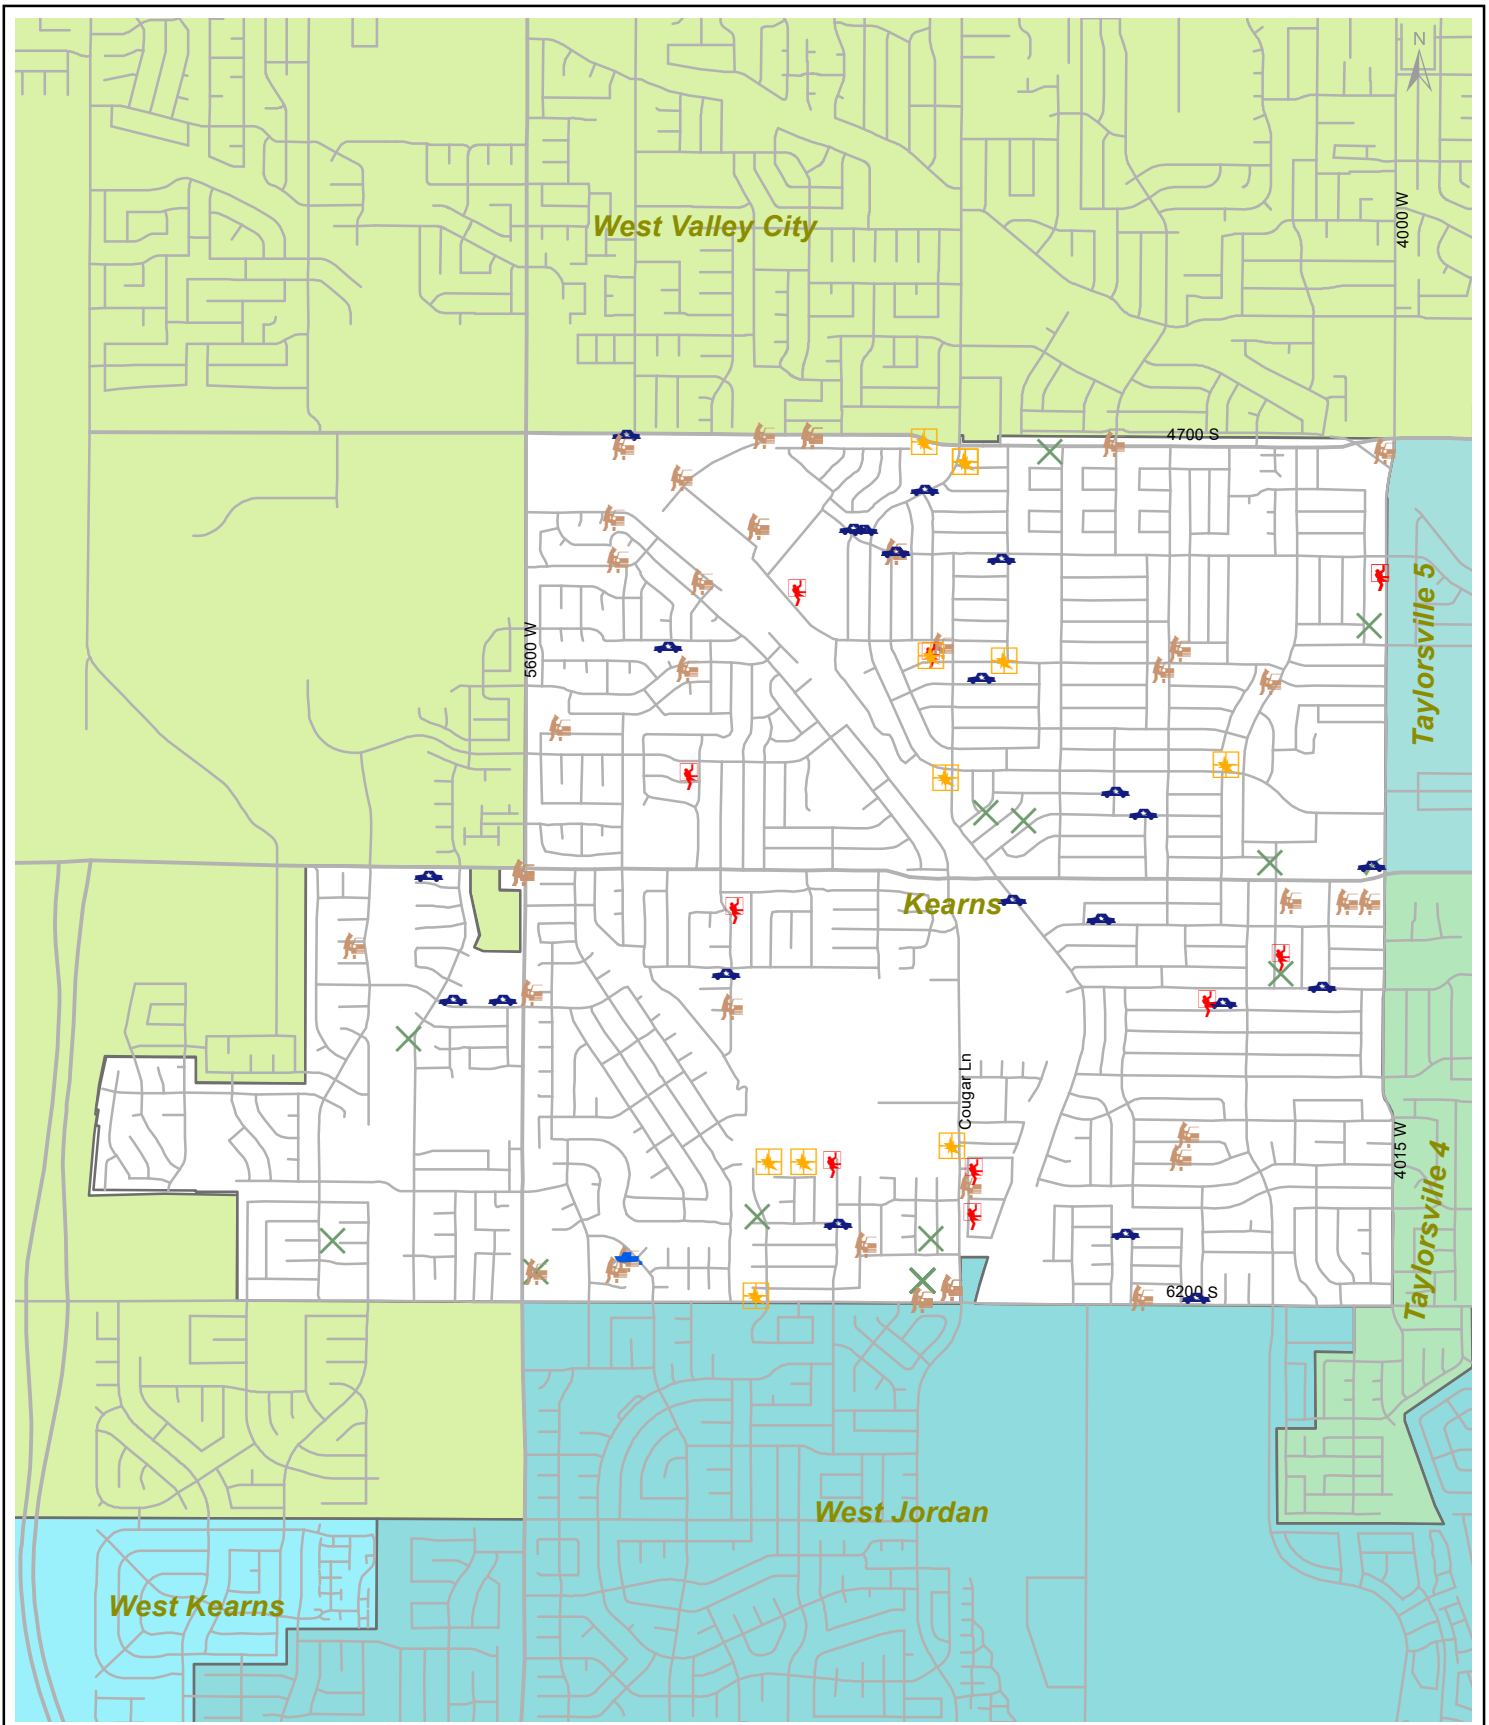 N
4000 W
West Valley City
4700 S
Taylorsville 5
5600 W
Kearns
Cougar Ln
4015 W
Taylorsville 4
6200 S
West Jordan
West Kearns